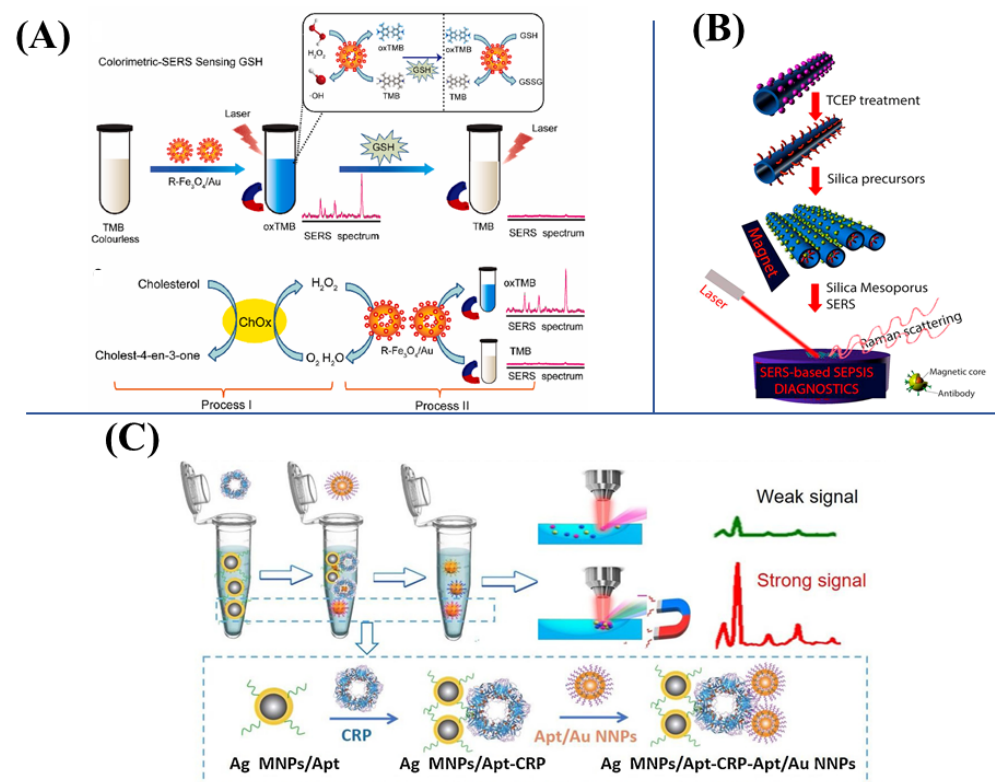 (A)
Colorimetric-SERS Sensing GSH
H₂O₂
·OH
oxTMB
TMB
GSH
oxTMB
TMB
GSH
GSSG
Laser
R-Fe₃O₄/Au
GSH
Laser
TMB
Colourless
oxTMB
SERS spectrum
TMB
SERS spectrum
Cholesterol
ChOx
Cholest-4-en-3-one
H₂O₂
O₂ H₂O
R-Fe₃O₄/Au
oxTMB
SERS spectrum
TMB
SERS spectrum
Process I
Process II
(B)
TCEP treatment
Silica precursors
Magnet
Silica Mesoporus
SERS
Laser
Raman scattering
SERS-based SEPSIS
DIAGNOSTICS
Magnetic core
Antibody
(C)
Weak signal
Strong signal
CRP
Apt/Au NNPs
Ag MNPs/Apt
Ag MNPs/Apt-CRP
Ag MNPs/Apt-CRP-Apt/Au NNPs